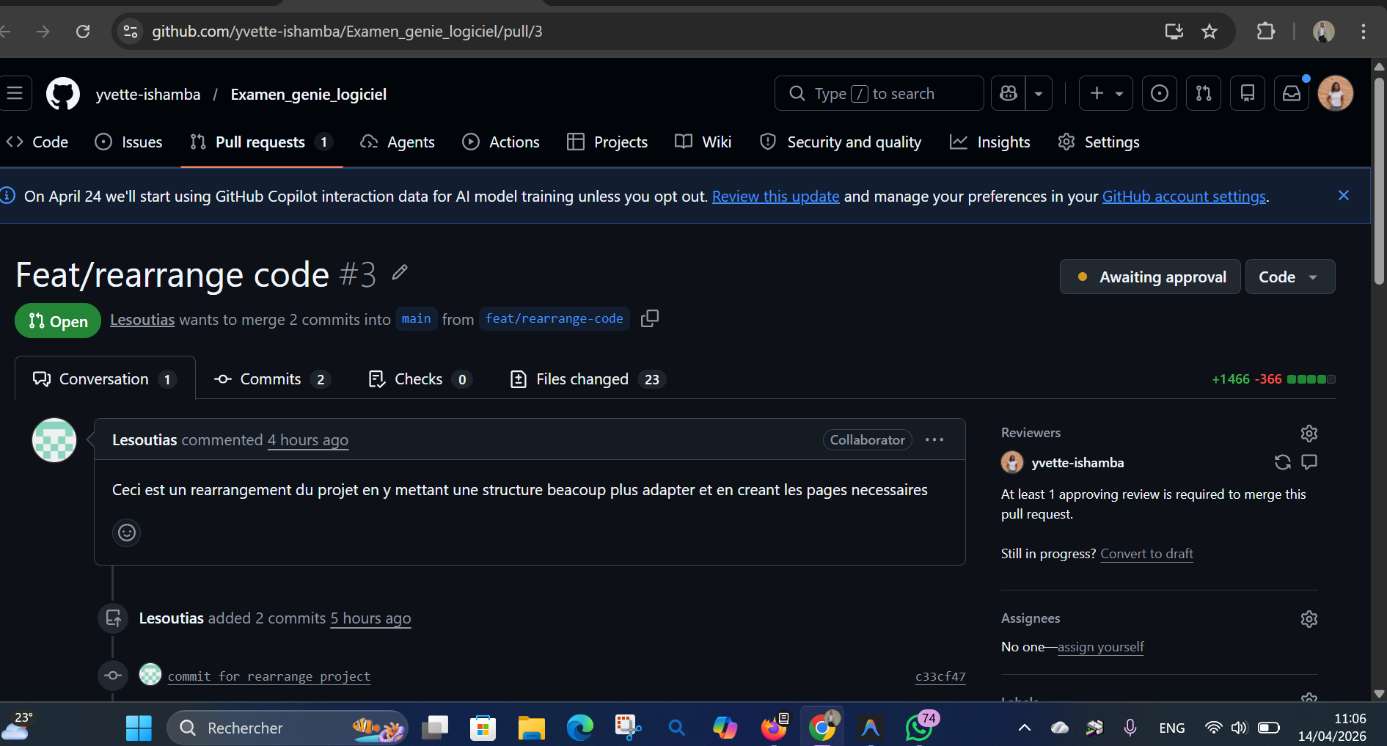 github.com/yvette-ishamba/Examen_genie_logiciel/pull/3
yvette-ishamba / Examen_genie_logiciel
Type / to search
Code Issues Pull requests 1 Agents Actions Projects Wiki Security and quality Insights Settings
On April 24 we'll start using GitHub Copilot interaction data for AI model training unless you opt out. Review this update and manage your preferences in your GitHub account settings.
Feat/rearrange code #3
Awaiting approval
Code
Open
Lesoutias wants to merge 2 commits into main from feat/rearrange-code
Conversation 1 Commits 2 Checks 0 Files changed 23
+1466 -366
Lesoutias commented 4 hours ago
Collaborator
Ceci est un rearrangement du projet en y mettant une structure beacoup plus adapter et en creant les pages necessaires
Lesoutias added 2 commits 5 hours ago
commit for rearrange project
c33cf47
Reviewers
yvette-ishamba
At least 1 approving review is required to merge this
pull request.
Still in progress? Convert to draft
Assignees
No one—assign yourself
Labels
23°
Rechercher
74
ENG
11:06
14/04/2026